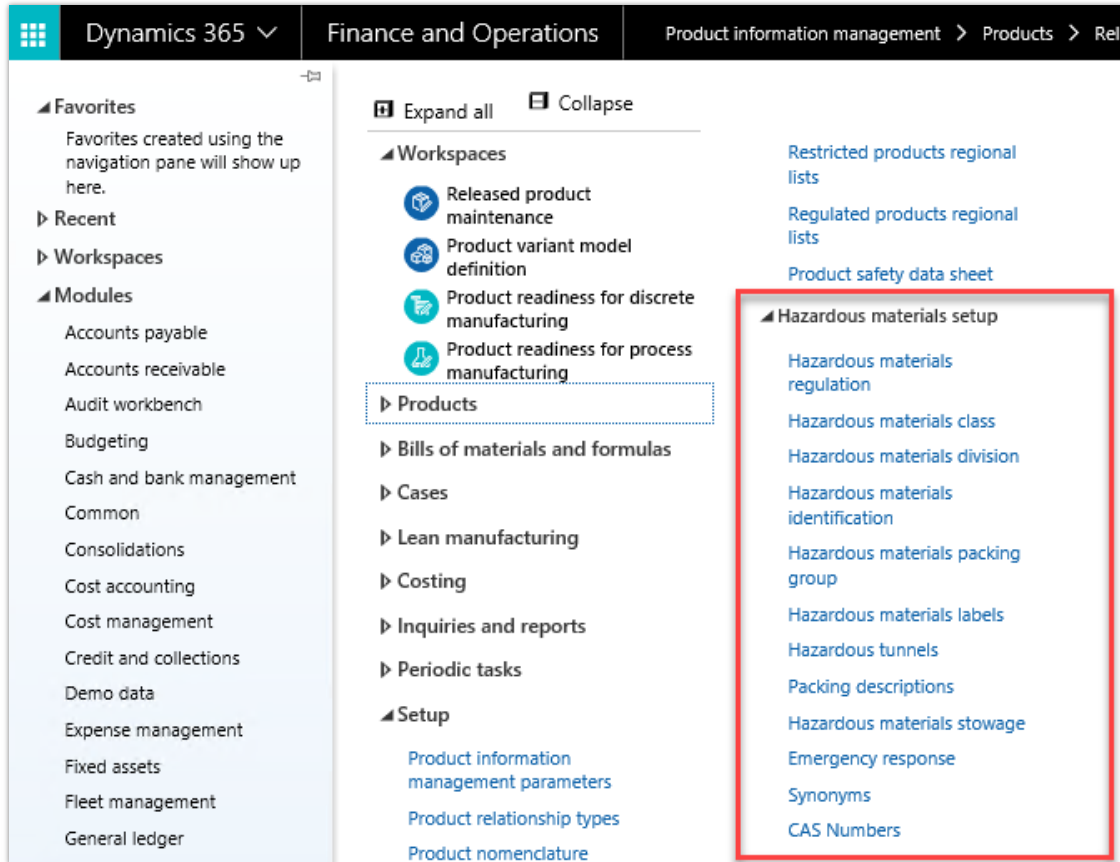 Dynamics 365
Finance and Operations
Product information management > Products > Rel
Favorites
Favorites created using the
navigation pane will show up
here.
Recent
Workspaces
Modules
Accounts payable
Accounts receivable
Audit workbench
Budgeting
Cash and bank management
Common
Consolidations
Cost accounting
Cost management
Credit and collections
Demo data
Expense management
Fixed assets
Fleet management
General ledger
Expand all
Collapse
Workspaces
Released product
maintenance
Product variant model
definition
Product readiness for discrete
manufacturing
Product readiness for process
manufacturing
Products
Bills of materials and formulas
Cases
Lean manufacturing
Costing
Inquiries and reports
Periodic tasks
Setup
Product information
management parameters
Product relationship types
Product nomenclature
Restricted products regional
lists
Regulated products regional
lists
Product safety data sheet
Hazardous materials setup
Hazardous materials
regulation
Hazardous materials class
Hazardous materials division
Hazardous materials
identification
Hazardous materials packing
group
Hazardous materials labels
Hazardous tunnels
Packing descriptions
Hazardous materials stowage
Emergency response
Synonyms
CAS Numbers